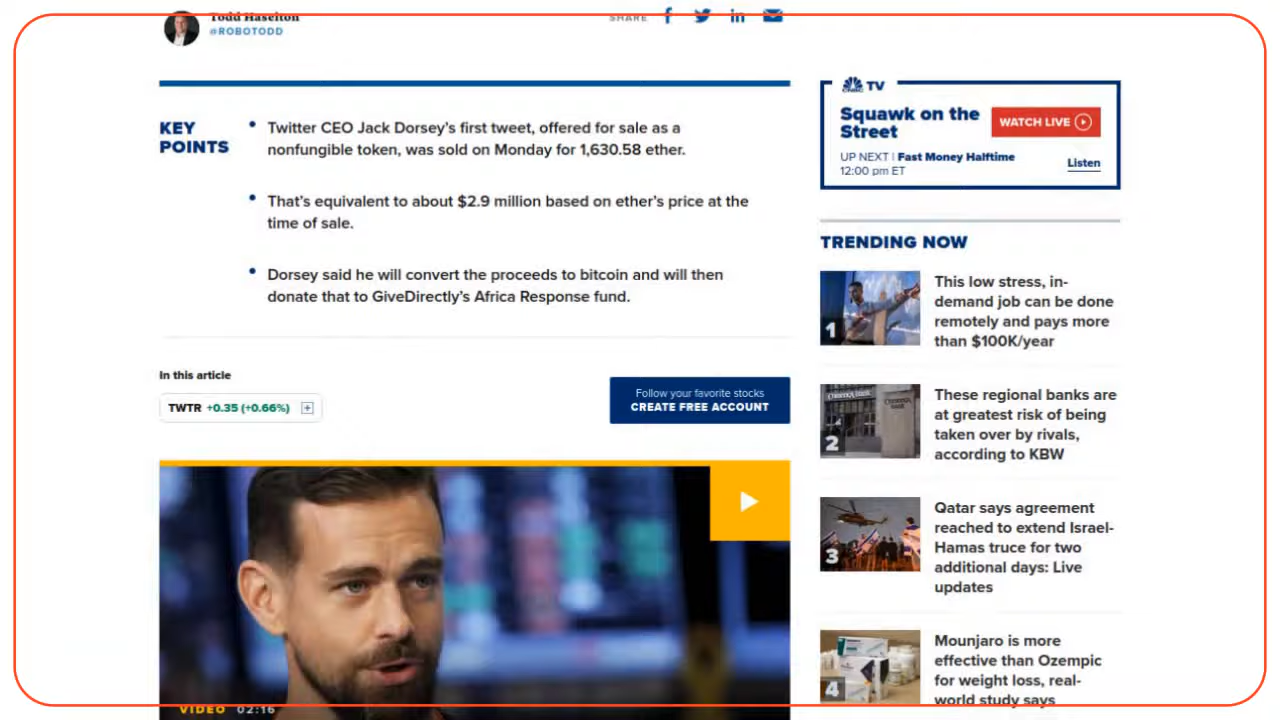 Todd Haselton
@ROBOTODD
SHARE
KEY
POINTS
Twitter CEO Jack Dorsey’s first tweet, offered for sale as a
nonfungible token, was sold on Monday for 1,630.58 ether.
That’s equivalent to about $2.9 million based on ether’s price at the
time of sale.
Dorsey said he will convert the proceeds to bitcoin and will then
donate that to GiveDirectly’s Africa Response fund.
In this article
TWTR +0.35 (+0.66%)
Follow your favorite stocks
CREATE FREE ACCOUNT
VIDEO 02:16
CNBC TV
Squawk on the
Street
WATCH LIVE
UP NEXT | Fast Money Halftime
12:00 pm ET
Listen
TRENDING NOW
1
This low stress, in-
demand job can be done
remotely and pays more
than $100K/year
2
These regional banks are
at greatest risk of being
taken over by rivals,
according to KBW
3
Qatar says agreement
reached to extend Israel-
Hamas truce for two
additional days: Live
updates
4
Mounjaro is more
effective than Ozempic
for weight loss, real-
world study says